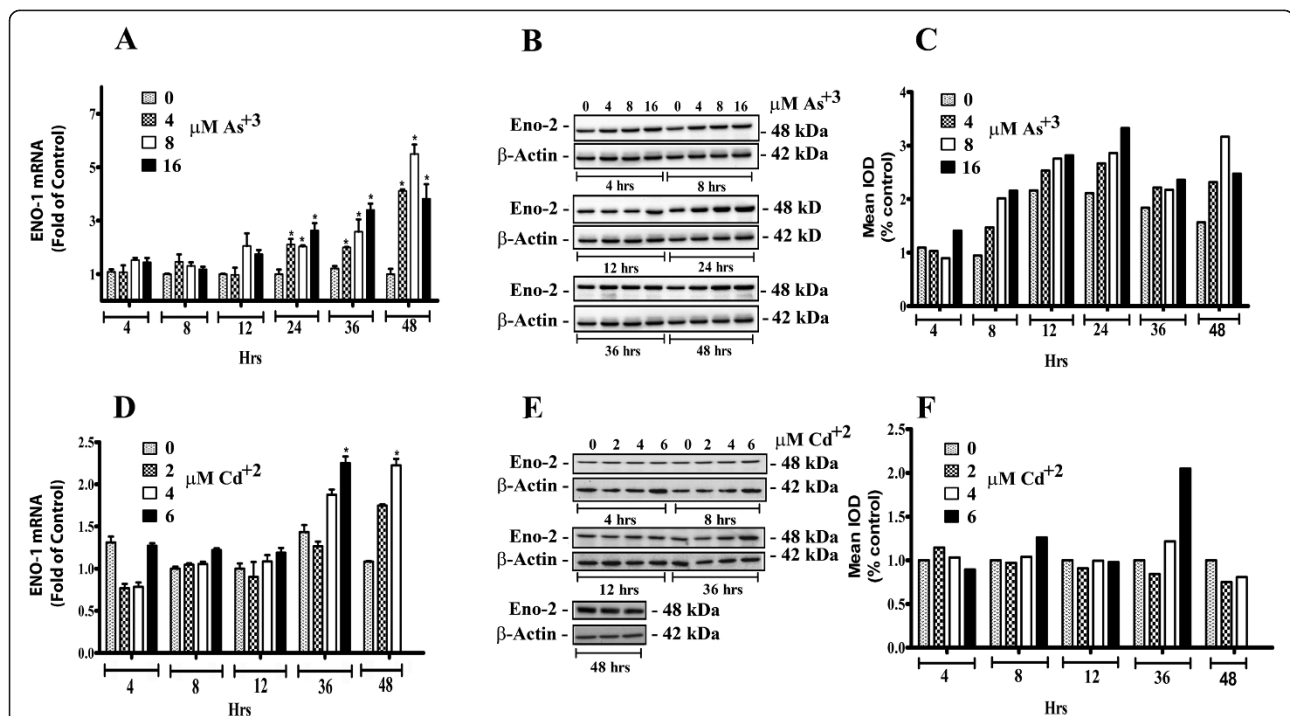 A
ENO-1 mRNA
(Fold of Control)
7
5
3
1
0
4
8
16
μM As+3
4 8 12 24 36 48
Hrs
B
0 4 8 16 0 4 8 16 μM As+3
Eno-2 - - 48 kDa
β-Actin - - 42 kDa
4 hrs 8 hrs
Eno-2 - - 48 kD
β-Actin - - 42 kD
12 hrs 24 hrs
Eno-2 - - 48 kDa
β-Actin - - 42 kDa
36 hrs 48 hrs
C
Mean IOD
(% control)
4
3
2
1
0
0
4
8
16
μM As+3
4 8 12 24 36 48
Hrs
D
ENO-1 mRNA
(Fold of Control)
2.5
2.0
1.5
1.0
0.5
0.0
0
2
4
6
μM Cd+2
4 8 12 36 48
Hrs
E
0 2 4 6 0 2 4 6 μM Cd+2
Eno-2 - - 48 kDa
β-Actin - - 42 kDa
4 hrs 8 hrs
Eno-2 - - 48 kDa
β-Actin - - 42 kDa
12 hrs 36 hrs
Eno-2 - - 48 kDa
β-Actin - - 42 kDa
48 hrs
F
Mean IOD
(% control)
2.5
2.0
1.5
1.0
0.5
0.0
0
2
4
6
μM Cd+2
4 8 12 36 48
Hrs